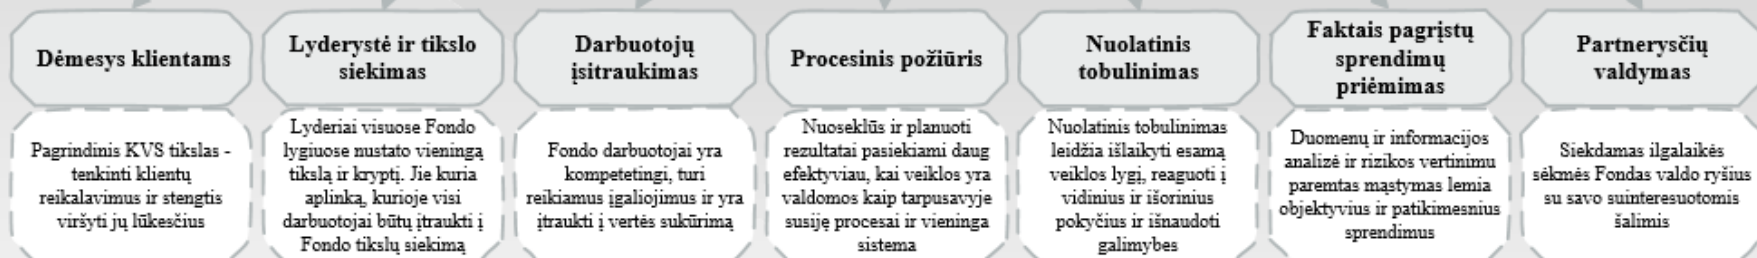 Dėmesys klientams
Lyderystė ir tikslo
siekimas
Darbuotojų
įsitraukimas
Procesinis požiūris
Nuolatinis
tobulinimas
Faktais pagrįstų
sprendimų
priėmimas
Partnerysčių
valdymas
Pagrindinis KVS tikslas -
tenkinti klientų
reikalavimus ir stengtis
viršyti jų lūkesčius
Lyderiai visuose Fondo
lygiuose nustato vieningą
tikslą ir kryptį. Jie kuria
aplinką, kurioje visi
darbuotojai būtų įtraukti į
Fondo tikslų siekimą
Fondo darbuotojai yra
kompetetingi, turi
reikiamus įgaliojimus ir yra
įtraukti į vertės sukūrimą
Nuoseklūs ir planuoti
rezultatai pasiekiami daug
efektyviau, kai veiklos yra
valdomos kaip tarpusavyje
susiję procesai ir vieninga
sistema
Nuolatinis tobulinimas
leidžia išlaikyti esamą
veiklos lygį, reaguoti į
vidinius ir išorinius
pokyčius ir išnaudoti
galimybes
Duomenų ir informacijos
analizė ir rizikos vertinimu
paremtas mąstymas lemia
objektyvius ir patikimesnius
sprendimus
Siekdamas ilgalaikės
sėkmės Fondas valdo ryšius
su savo suinteresuotomis
šalimis